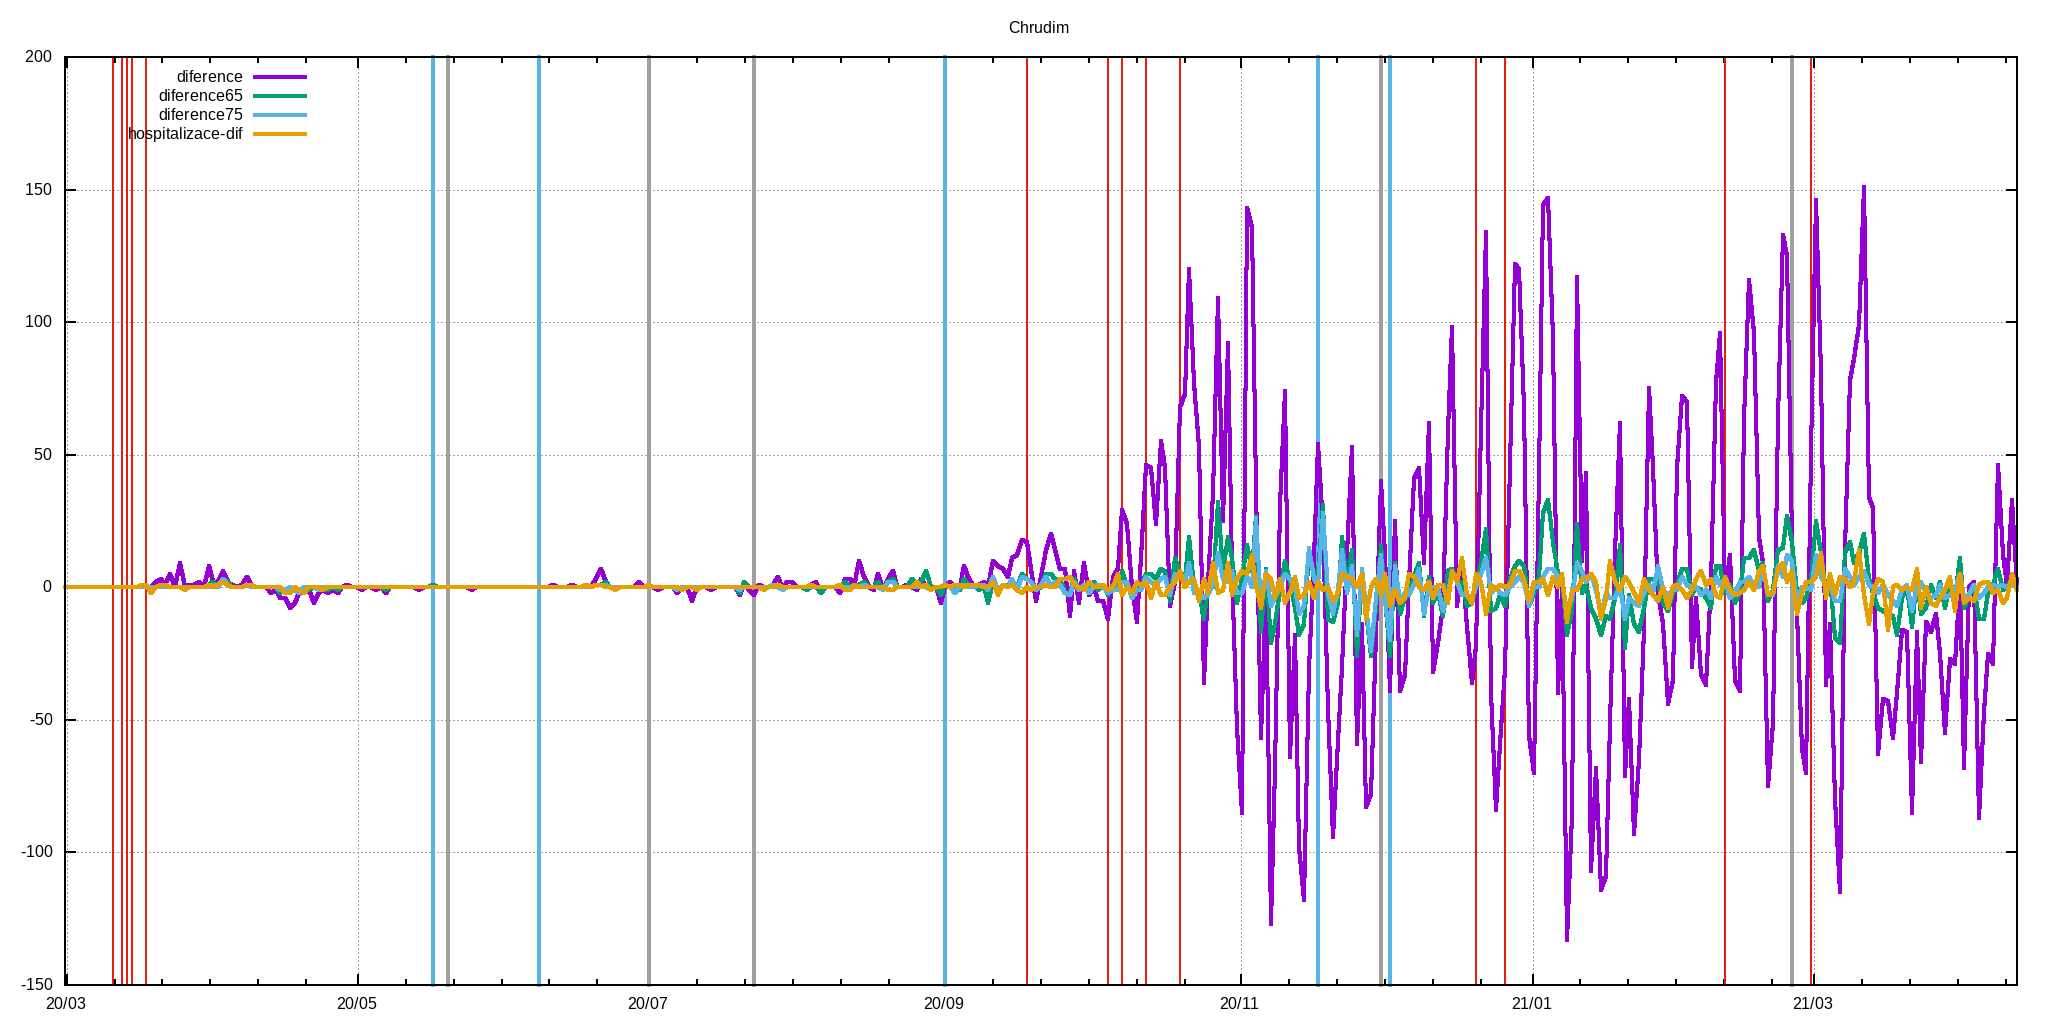 Chrudim
200
150
100
50
0
-50
-100
-150
diference
diference65
diference75
hospitalizace-dif
20/03 20/05 20/07 20/09 20/11 21/01 21/03